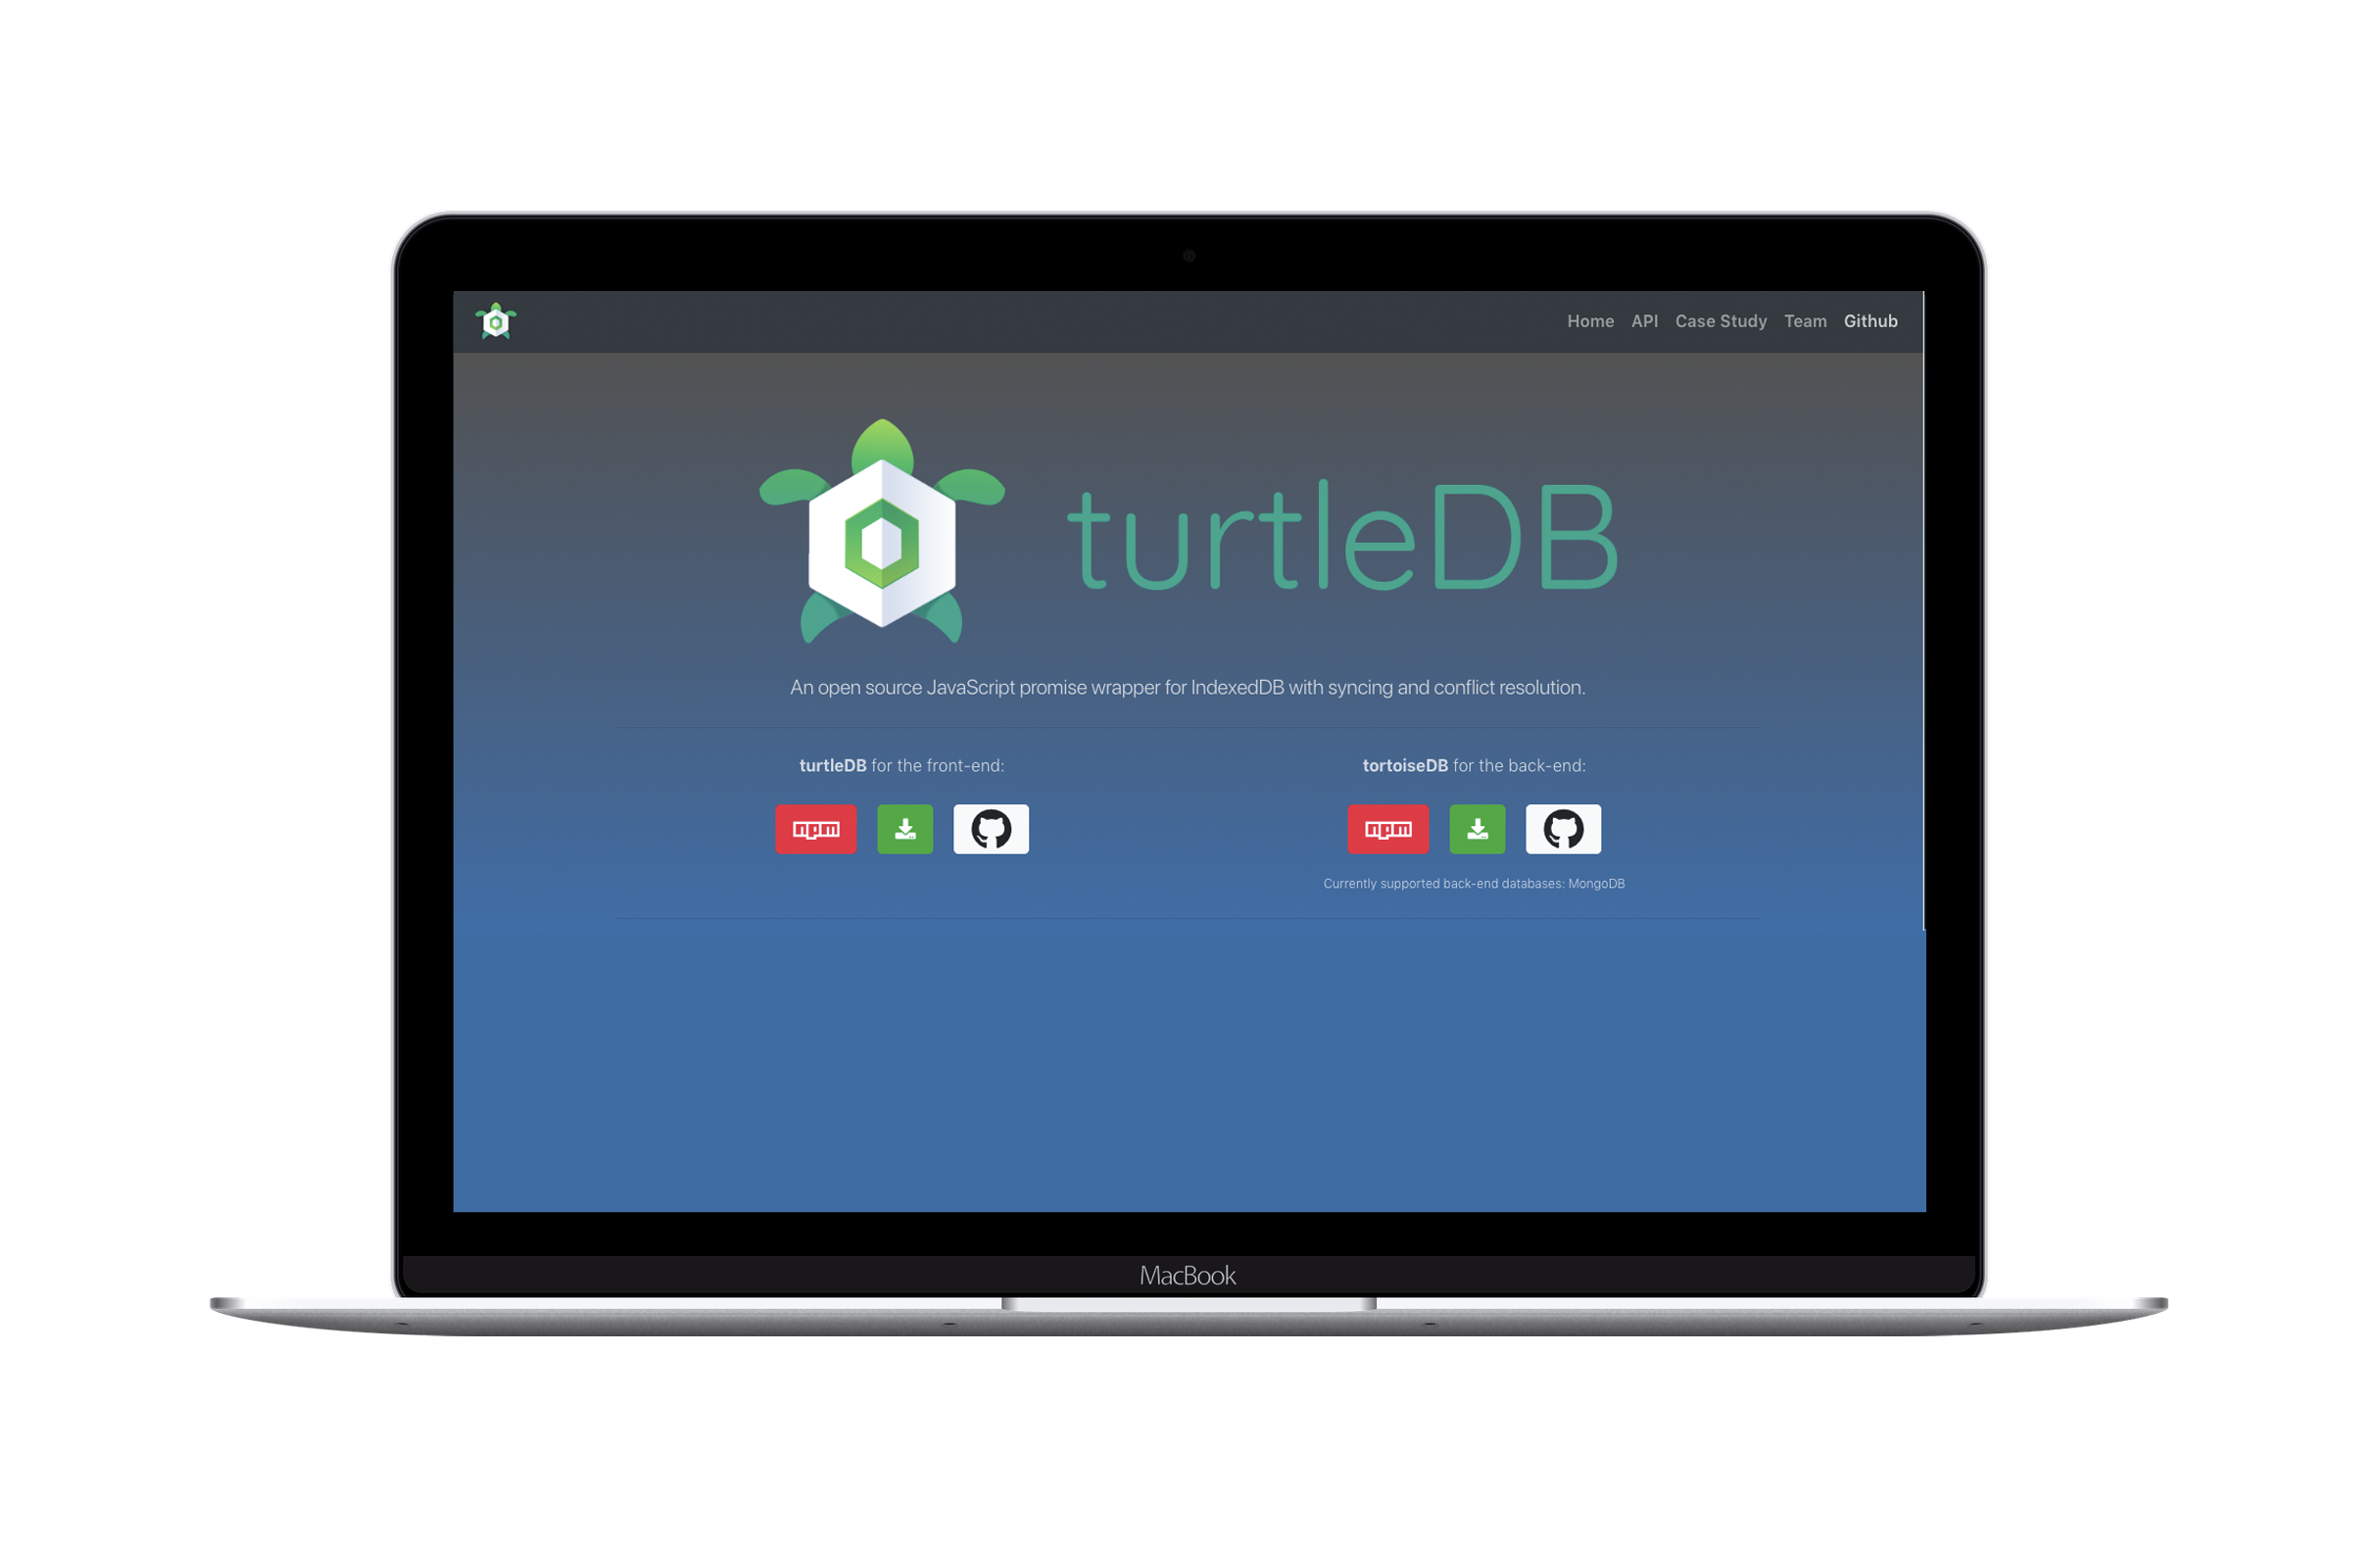 Home API Case Study Team Github
turtleDB
An open source JavaScript promise wrapper for IndexedDB with syncing and conflict resolution.
turtleDB for the front-end:
tortoiseDB for the back-end:
npm
npm
Currently supported back-end databases: MongoDB
MacBook